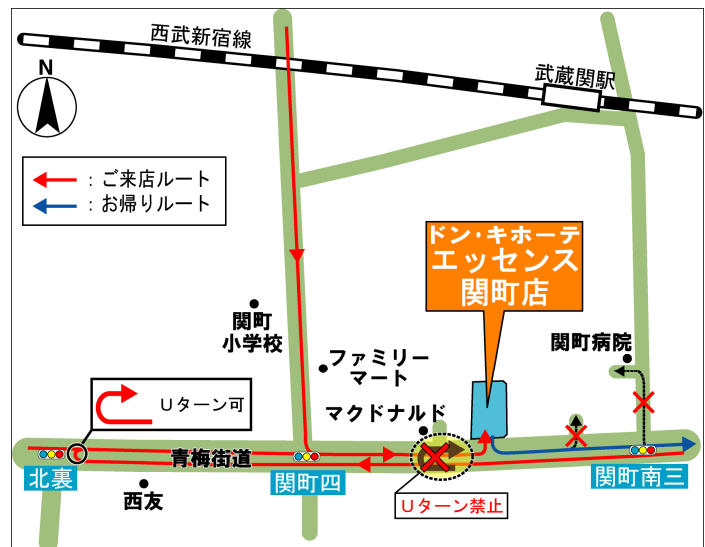 西武新宿線
武蔵関駅
N
：ご来店ルート
：お帰りルート
ドン・キホーテ
エッセンス
関町店
関町
小学校
ファミリー
マート
関町病院
Uターン可
マクドナルド
青梅街道
北裏
西友
関町四
Uターン禁止
関町南三